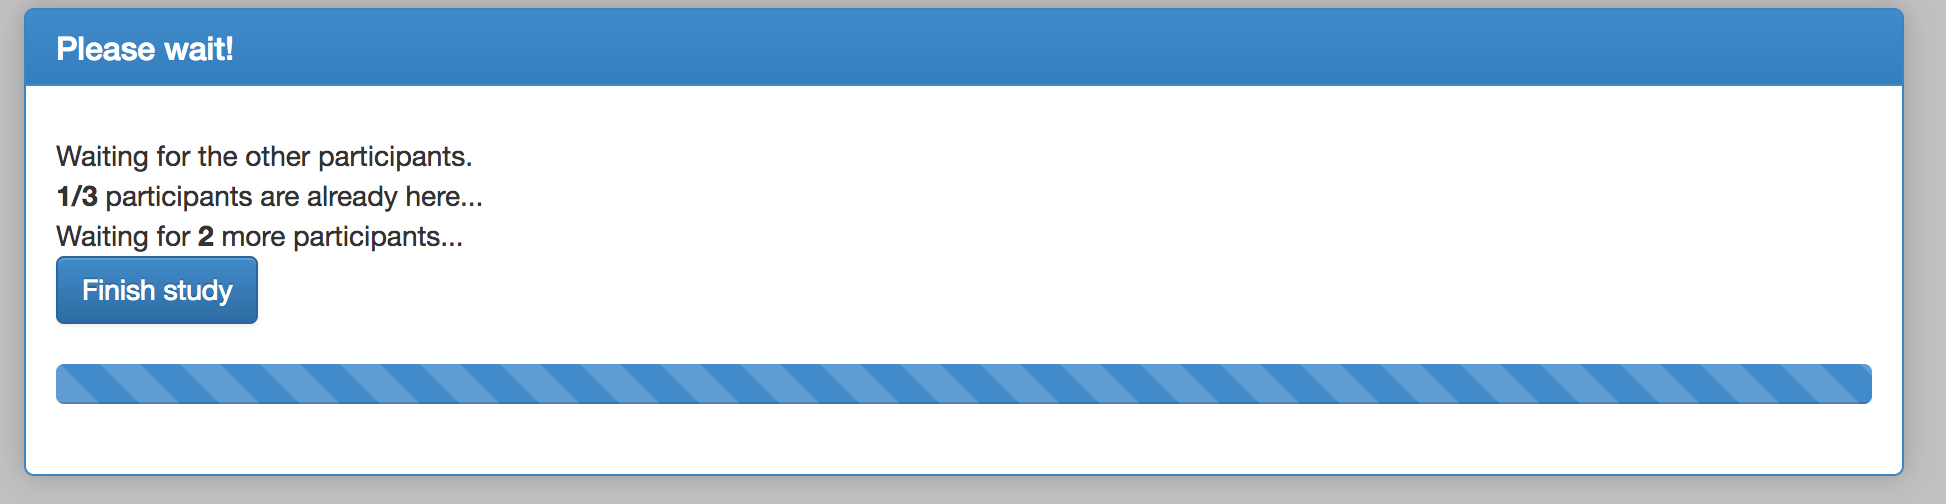 Please wait!
Waiting for the other participants.
1/3 participants are already here...
Waiting for 2 more participants...
Finish study